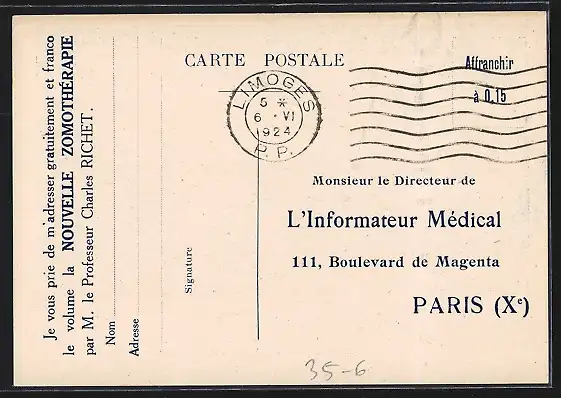 CARTE POSTALE
Affranchir
à 0,15
LIMOGES
5 *
6 · VI
1924
P. P.
Monsieur le Directeur de
L'Informateur Médical
111, Boulevard de Magenta
PARIS (Xe)
Je vous prie de m'adresser gratuitement et franco
le volume la NOUVELLE ZOMOTHÉRAPIE
par M. le Professeur Charles RICHET.
Nom
Adresse
Signature
35-6